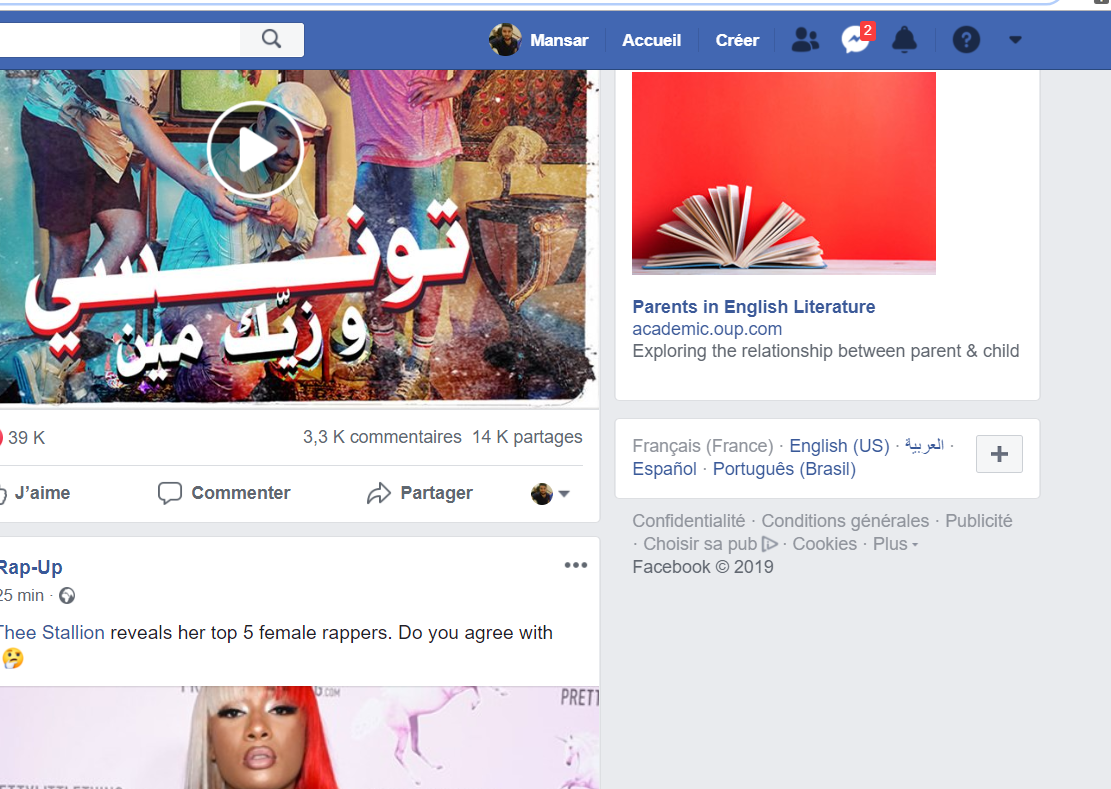 Mansar
Accueil
Créer
2
?
تونسي
و زيّك مين
39 K
3,3 K commentaires 14 K partages
J'aime
Commenter
Partager
Rap-Up
25 min ·
Thee Stallion reveals her top 5 female rappers. Do you agree with
.COM
PRETT
Parents in English Literature
academic.oup.com
Exploring the relationship between parent & child
Français (France) · English (US) · العربية ·
Español · Português (Brasil)
+
Confidentialité · Conditions générales · Publicité
· Choisir sa pub · Cookies · Plus
Facebook © 2019